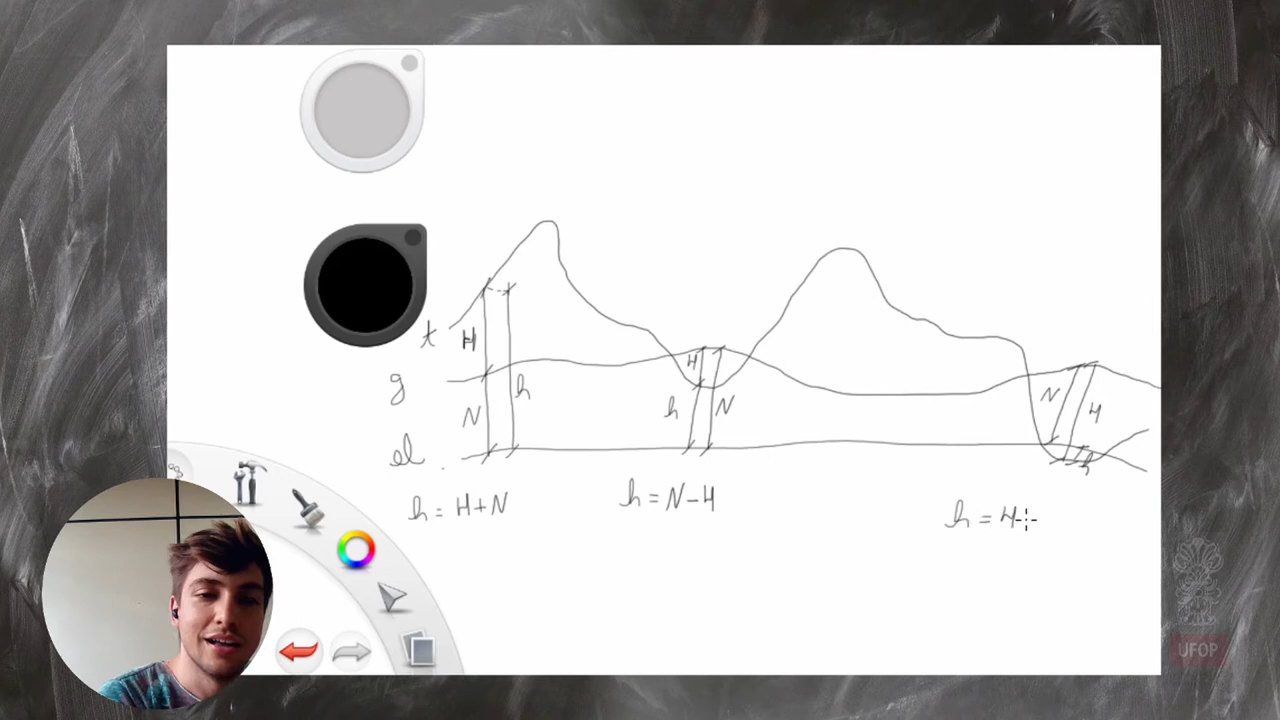 t H
g N h
el
H h N
N H h
h = H+N
h = N-H
h = H-
UFOP